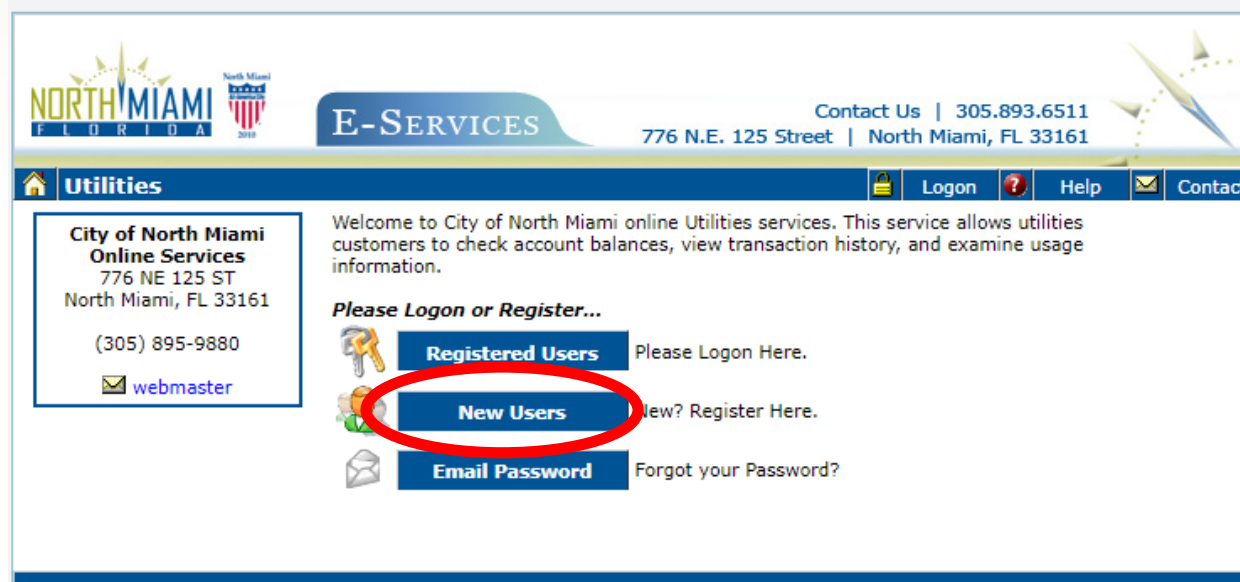 NORTH MIAMI
FLORIDA
North Miami
2010
E-SERVICES
Contact Us | 305.893.6511
776 N.E. 125 Street | North Miami, FL 33161
Utilities
Logon
Help
Contac
City of North Miami
Online Services
776 NE 125 ST
North Miami, FL 33161
(305) 895-9880
webmaster
Welcome to City of North Miami online Utilities services. This service allows utilities
customers to check account balances, view transaction history, and examine usage
information.
Please Logon or Register...
Registered Users Please Logon Here.
New Users New? Register Here.
Email Password Forgot your Password?